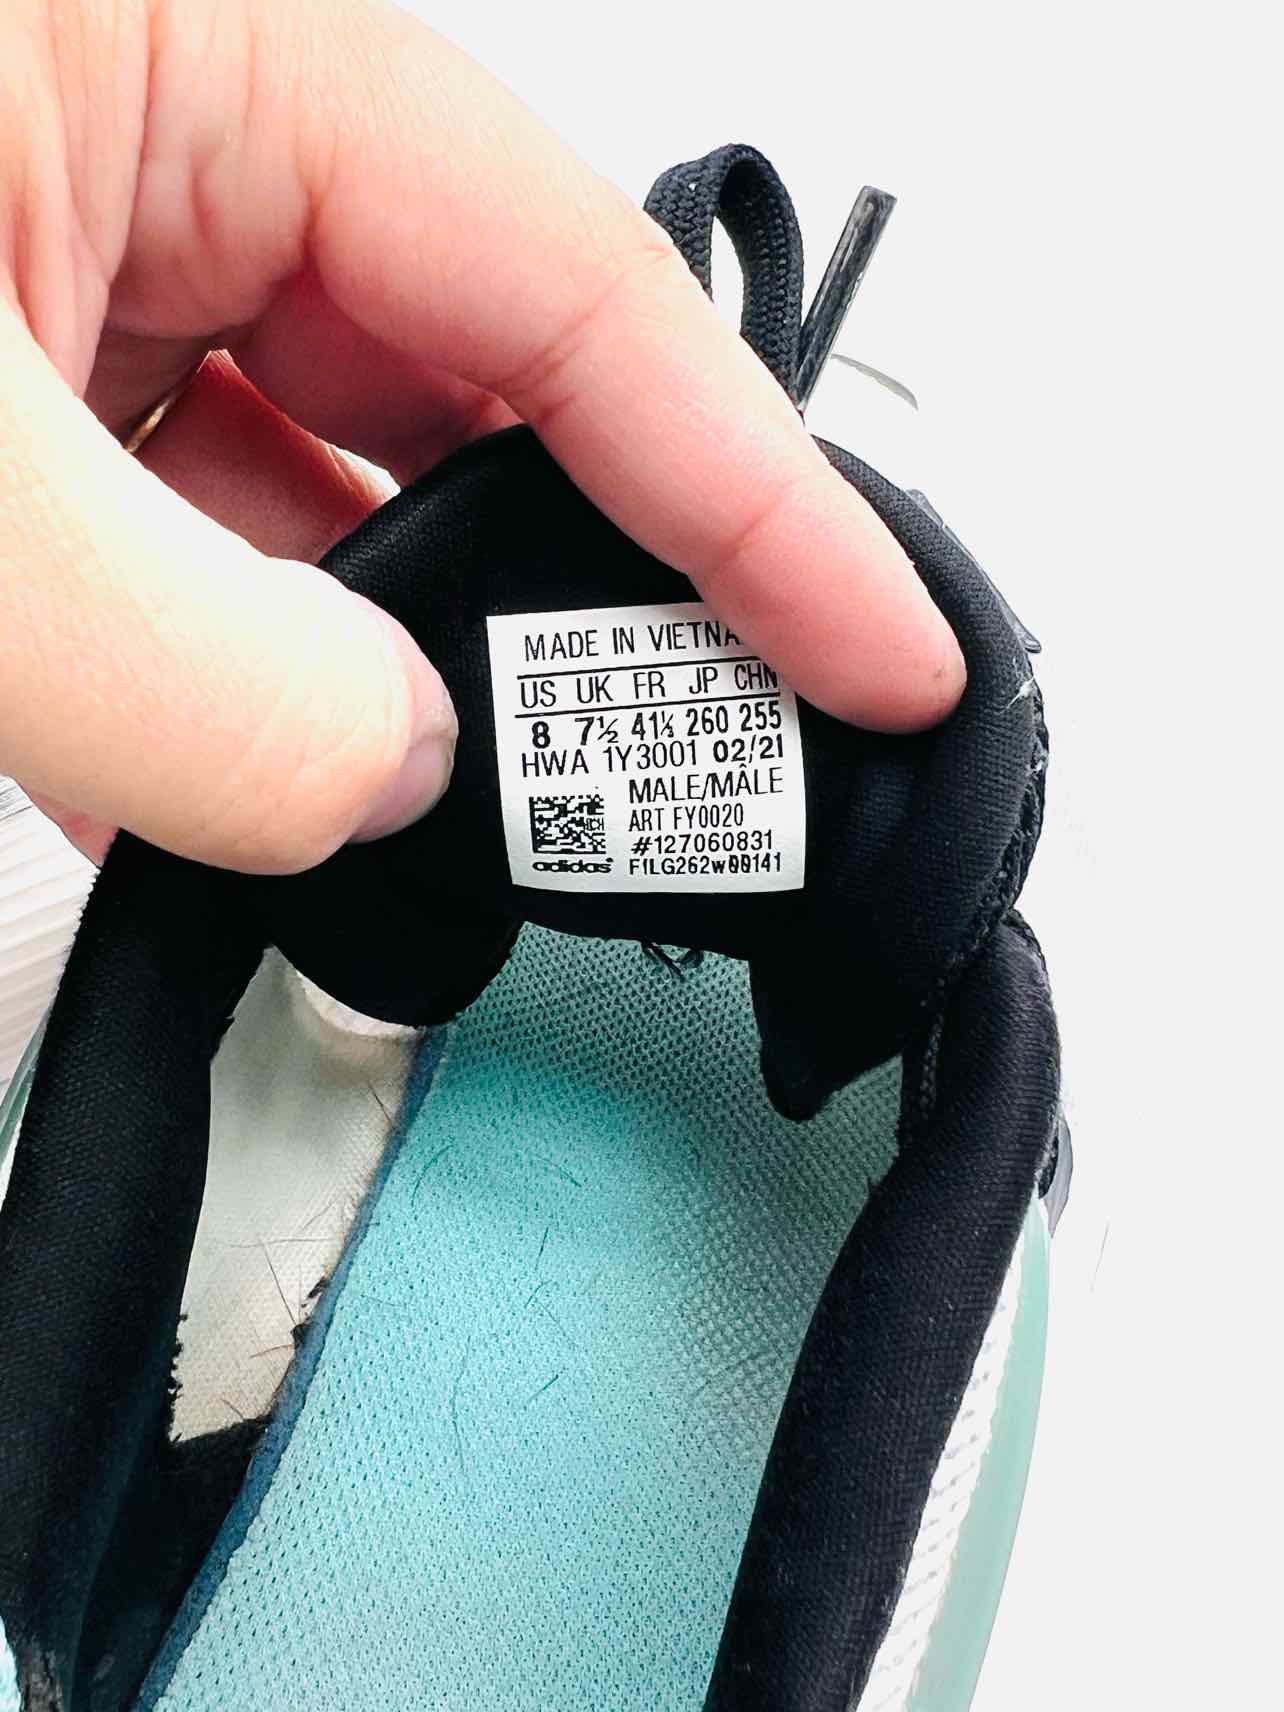 MADE IN VIETNA
US UK FR JP CHN
8 7½ 41⅓ 260 255
HWA 1Y3001 02/21
MALE/MÂLE
ART FY0020
#127060831
adidas F1LG262W00141